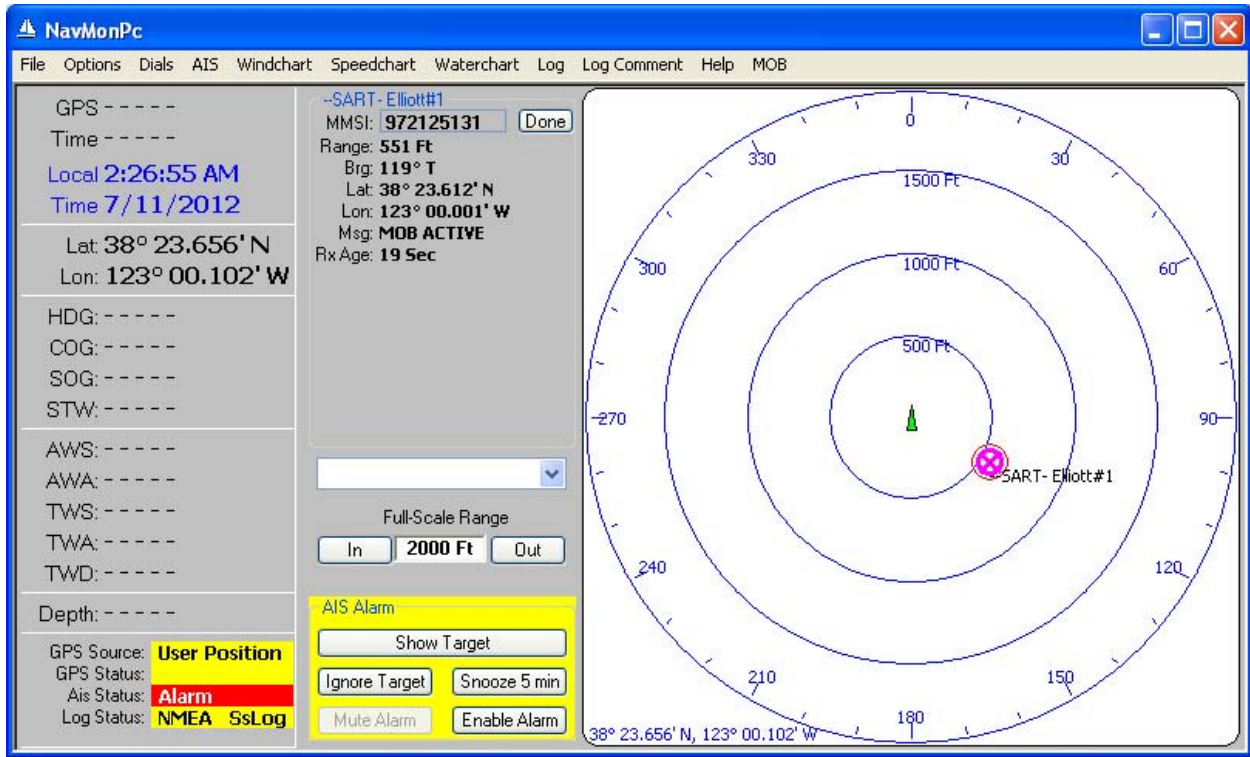 NavMonPc
File Options Dials AIS Windchart Speedchart Waterchart Log Log Comment Help MOB
GPS - - - - -
Time - - - - -
Local 2:26:55 AM
Time 7/11/2012
Lat: 38° 23.656' N
Lon: 123° 00.102' W
HDG: - - - - -
COG: - - - - -
SOG: - - - - -
STW: - - - - -
AWS: - - - - -
AWA: - - - - -
TWS: - - - - -
TWA: - - - - -
TWD: - - - - -
Depth: - - - - -
GPS Source: User Position
GPS Status:
Ais Status: Alarm
Log Status: NMEA SsLog
--SART- Elliott#1
MMSI: 972125131 Done
Range: 551 Ft
Brg: 119° T
Lat: 38° 23.612' N
Lon: 123° 00.001' W
Msg: MOB ACTIVE
Rx Age: 19 Sec
Full-Scale Range
In 2000 Ft Out
AIS Alarm
Show Target
Ignore Target Snooze 5 min
Mute Alarm Enable Alarm
0
330 30
1500 Ft
300 1000 Ft 60
500 Ft
270 90
SART- Elliott#1
240 120
210 150
180
38° 23.656' N, 123° 00.102' W